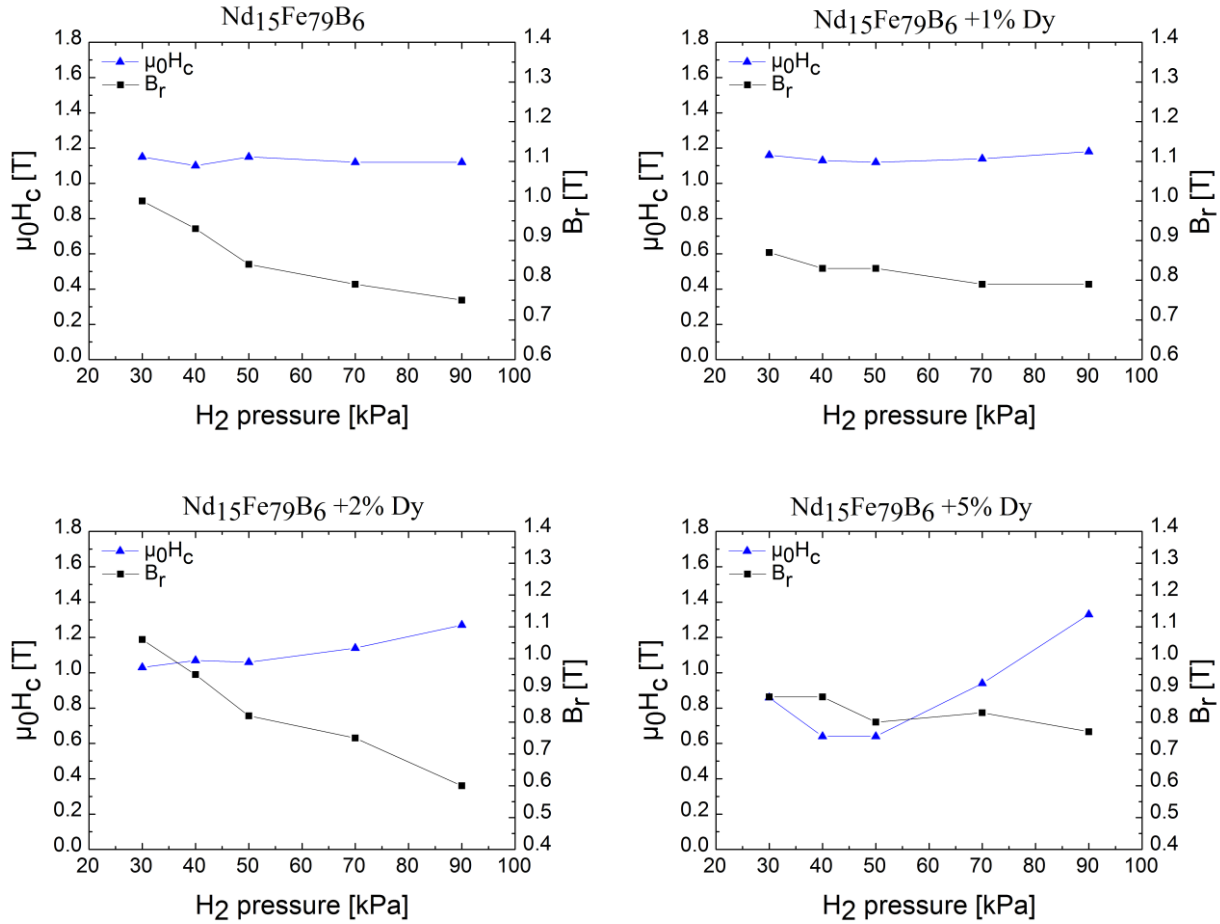 Nd15Fe79B6
μ0Hc
Br
1.8
1.6
1.4
1.2
1.0
0.8
0.6
0.4
0.2
0.0
μ0Hc [T]
1.4
1.3
1.2
1.1
1.0
0.9
0.8
0.7
0.6
Br [T]
20 30 40 50 60 70 80 90 100
H2 pressure [kPa]
Nd15Fe79B6 +1% Dy
μ0Hc
Br
1.8
1.6
1.4
1.2
1.0
0.8
0.6
0.4
0.2
0.0
μ0Hc [T]
1.4
1.3
1.2
1.1
1.0
0.9
0.8
0.7
0.6
Br [T]
20 30 40 50 60 70 80 90 100
H2 pressure [kPa]
Nd15Fe79B6 +2% Dy
μ0Hc
Br
1.8
1.6
1.4
1.2
1.0
0.8
0.6
0.4
0.2
0.0
μ0Hc [T]
1.4
1.3
1.2
1.1
1.0
0.9
0.8
0.7
0.6
0.5
0.4
Br [T]
20 30 40 50 60 70 80 90 100
H2 pressure [kPa]
Nd15Fe79B6 +5% Dy
μ0Hc
Br
1.8
1.6
1.4
1.2
1.0
0.8
0.6
0.4
0.2
0.0
μ0Hc [T]
1.4
1.3
1.2
1.1
1.0
0.9
0.8
0.7
0.6
0.5
0.4
Br [T]
20 30 40 50 60 70 80 90 100
H2 pressure [kPa]